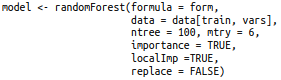 model <- randomForest(formula = form,
data = data[train, vars],
ntree = 100, mtry = 6,
importance = TRUE,
localImp =TRUE,
replace = FALSE)